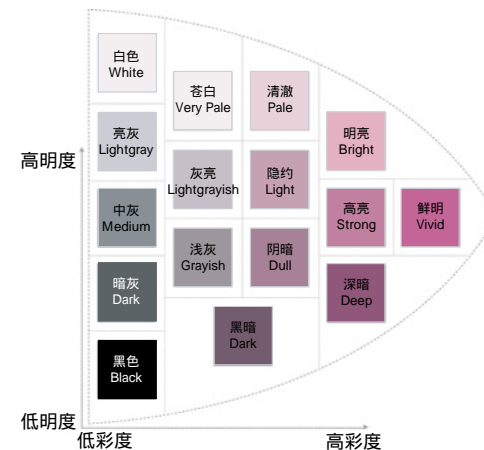 白色
White
苍白
Very Pale
清澈
Pale
亮灰
Lightgray
明亮
Bright
高明度
灰亮
Lightgrayish
隐约
Light
中灰
Medium
高亮
Strong
鲜明
Vivid
浅灰
Grayish
阴暗
Dull
暗灰
Dark
深暗
Deep
黑暗
Dark
黑色
Black
低明度
低彩度
高彩度